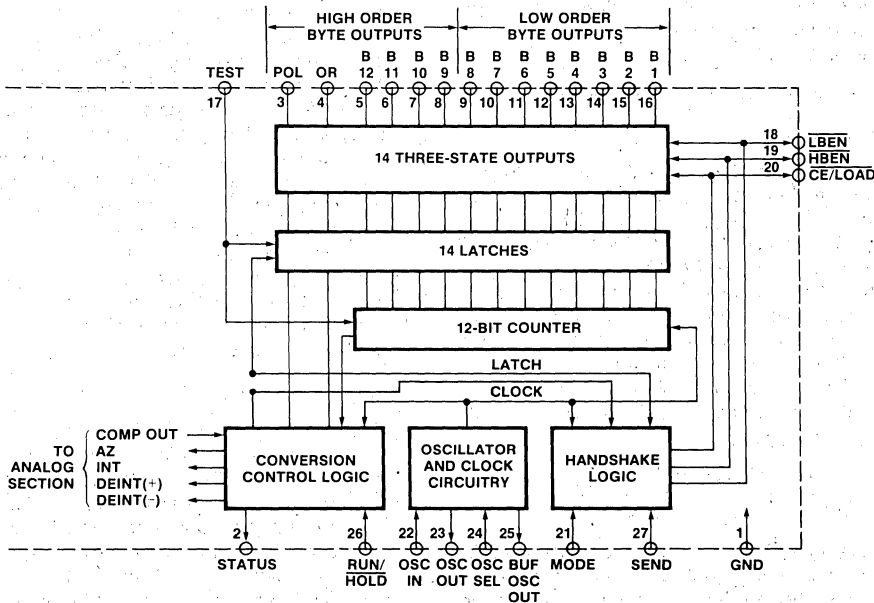 HIGH ORDER
BYTE OUTPUTS
LOW ORDER
BYTE OUTPUTS
TEST POL OR B 12 B 11 B 10 B 9 B 8 B 7 B 6 B 5 B 4 B 3 B 2 B 1
17 3 4 5 6 7 8 9 10 11 12 13 14 15 16
14 THREE-STATE OUTPUTS
18 LBEN
19 HBEN
20 CE/LOAD
14 LATCHES
12-BIT COUNTER
LATCH
CLOCK
TO
ANALOG
SECTION
COMP OUT
AZ
INT
DEINT(+)
DEINT(-)
CONVERSION
CONTROL LOGIC
OSCILLATOR
AND CLOCK
CIRCUITRY
HANDSHAKE
LOGIC
2 26 22 23 24 25 21 27 1
STATUS
RUN/
HOLD
OSC
IN
OSC
OUT
OSC
SEL
BUF
OSC
OUT
MODE
SEND
GND